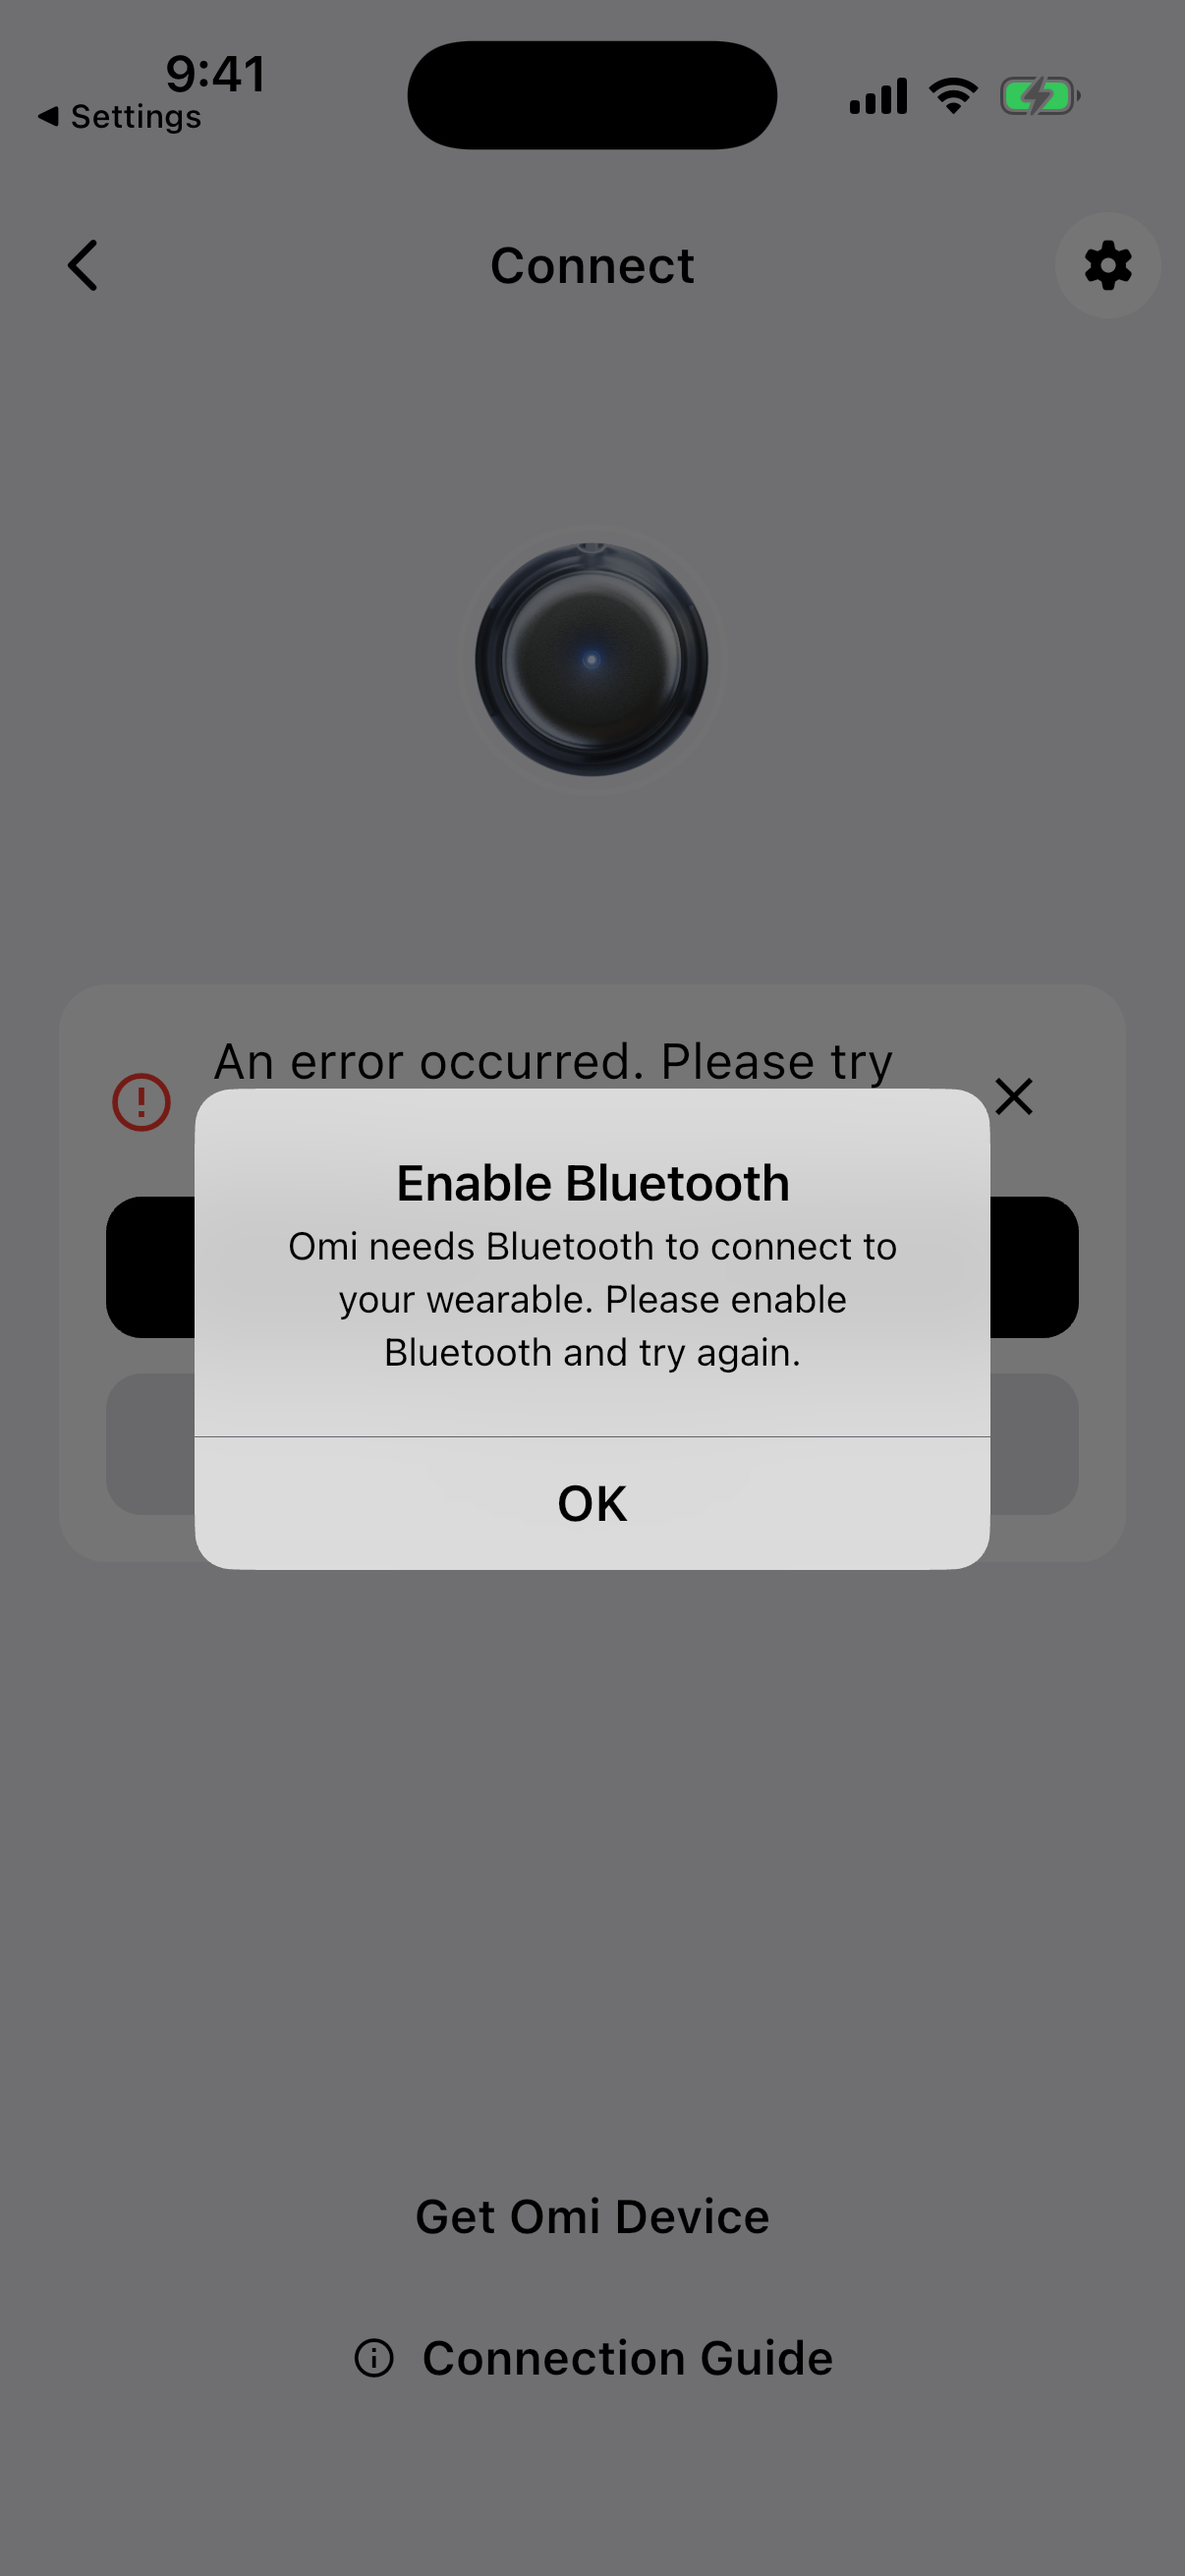 9:41
Settings
Connect
An error occurred. Please try
Enable Bluetooth
Omi needs Bluetooth to connect to
your wearable. Please enable
Bluetooth and try again.
OK
Get Omi Device
Connection Guide